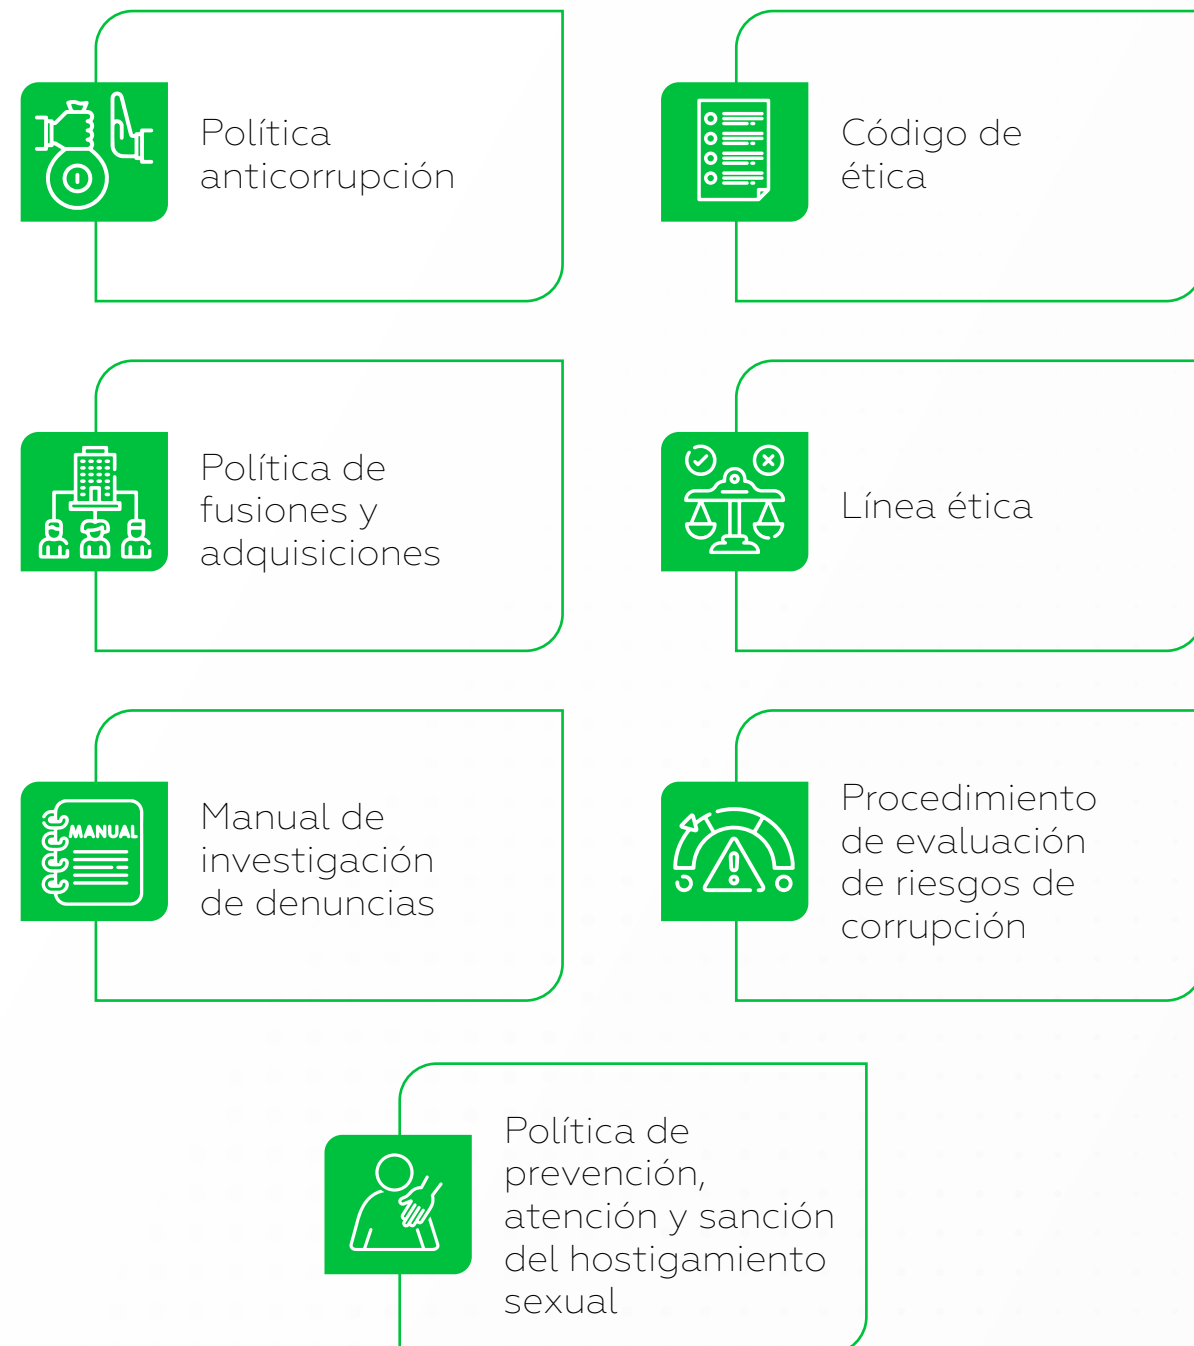 Política
anticorrupción
Código de
ética
Política de
fusiones y
adquisiciones
Línea ética
MANUAL
Manual de
investigación
de denuncias
Procedimiento
de evaluación
de riesgos de
corrupción
Política de
prevención,
atención y sanción
del hostigamiento
sexual